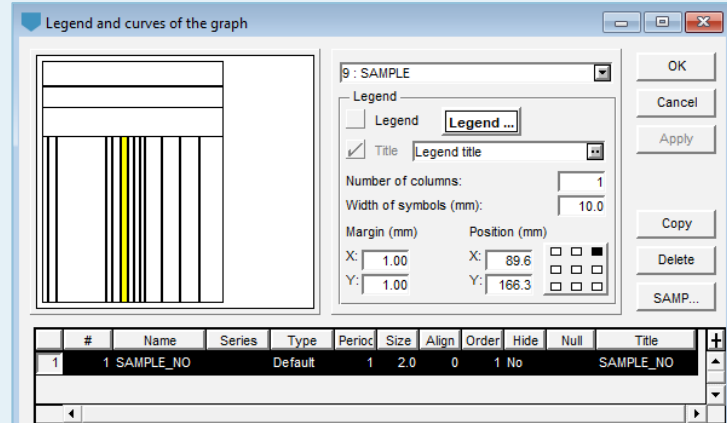 Legend and curves of the graph
9 : SAMPLE
OK
Legend
Legend
Legend ...
Cancel
Title
Legend title
Apply
Number of columns:
1
Width of symbols (mm):
10.0
Margin (mm)
Position (mm)
Copy
X:
1.00
X:
89.6
Y:
1.00
Y:
166.3
Delete
SAMP...
# Name Series Type Period Size Align Order Hide Null Title
1 1 SAMPLE_NO Default 1 2.0 0 1 No SAMPLE_NO